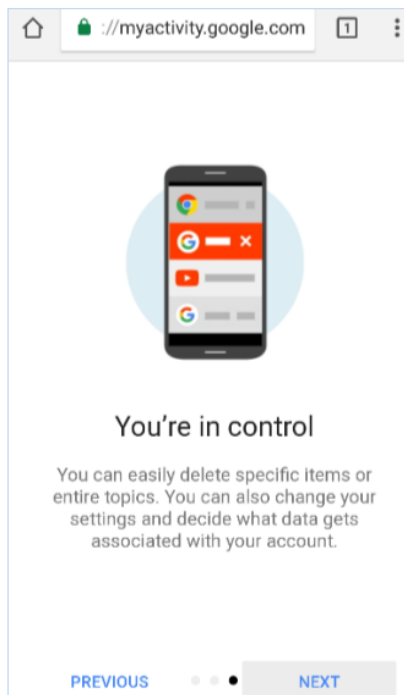 ://myactivity.google.com 1
You're in control
You can easily delete specific items or
entire topics. You can also change your
settings and decide what data gets
associated with your account.
PREVIOUS NEXT